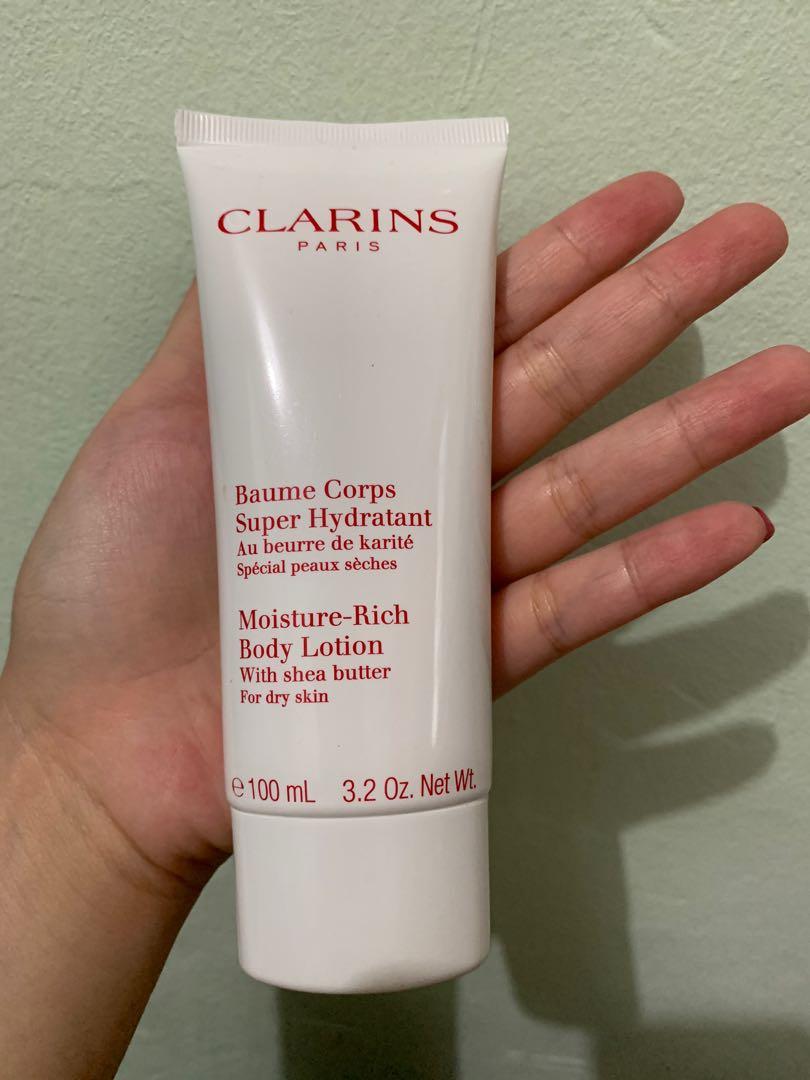 CLARINS
PARIS
Baume Corps
Super Hydratant
Au beurre de karité
Spécial peaux sèches
Moisture-Rich
Body Lotion
With shea butter
For dry skin
℮ 100 mL 3.2 Oz. Net Wt.